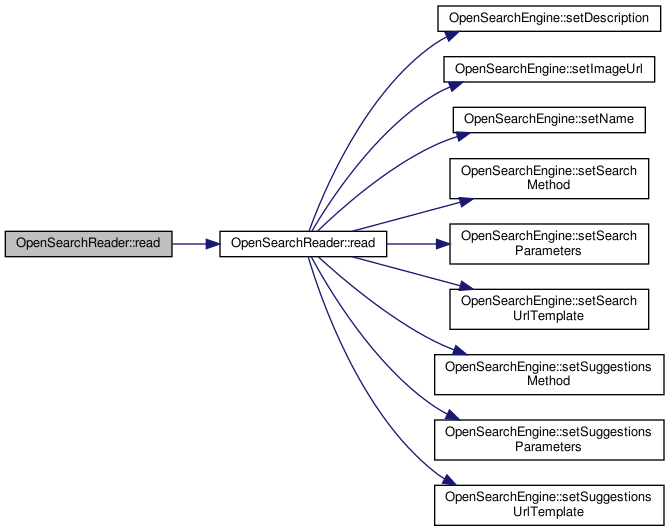 OpenSearchReader::read
OpenSearchReader::read
OpenSearchEngine::setDescription
OpenSearchEngine::setImageUrl
OpenSearchEngine::setName
OpenSearchEngine::setSearch
Method
OpenSearchEngine::setSearch
Parameters
OpenSearchEngine::setSearch
UrlTemplate
OpenSearchEngine::setSuggestions
Method
OpenSearchEngine::setSuggestions
Parameters
OpenSearchEngine::setSuggestions
UrlTemplate